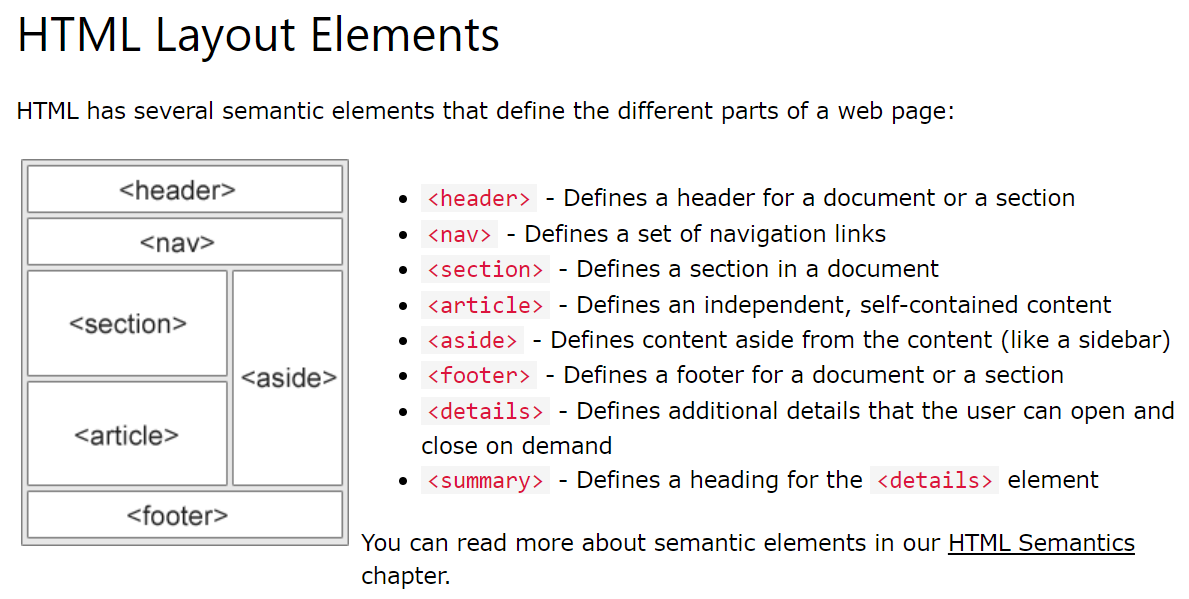 HTML Layout Elements
HTML has several semantic elements that define the different parts of a web page:
<header>
<nav>
<section>
<aside>
<article>
<footer>
<header> - Defines a header for a document or a section
<nav> - Defines a set of navigation links
<section> - Defines a section in a document
<article> - Defines an independent, self-contained content
<aside> - Defines content aside from the content (like a sidebar)
<footer> - Defines a footer for a document or a section
<details> - Defines additional details that the user can open and
close on demand
<summary> - Defines a heading for the <details> element
You can read more about semantic elements in our HTML Semantics
chapter.